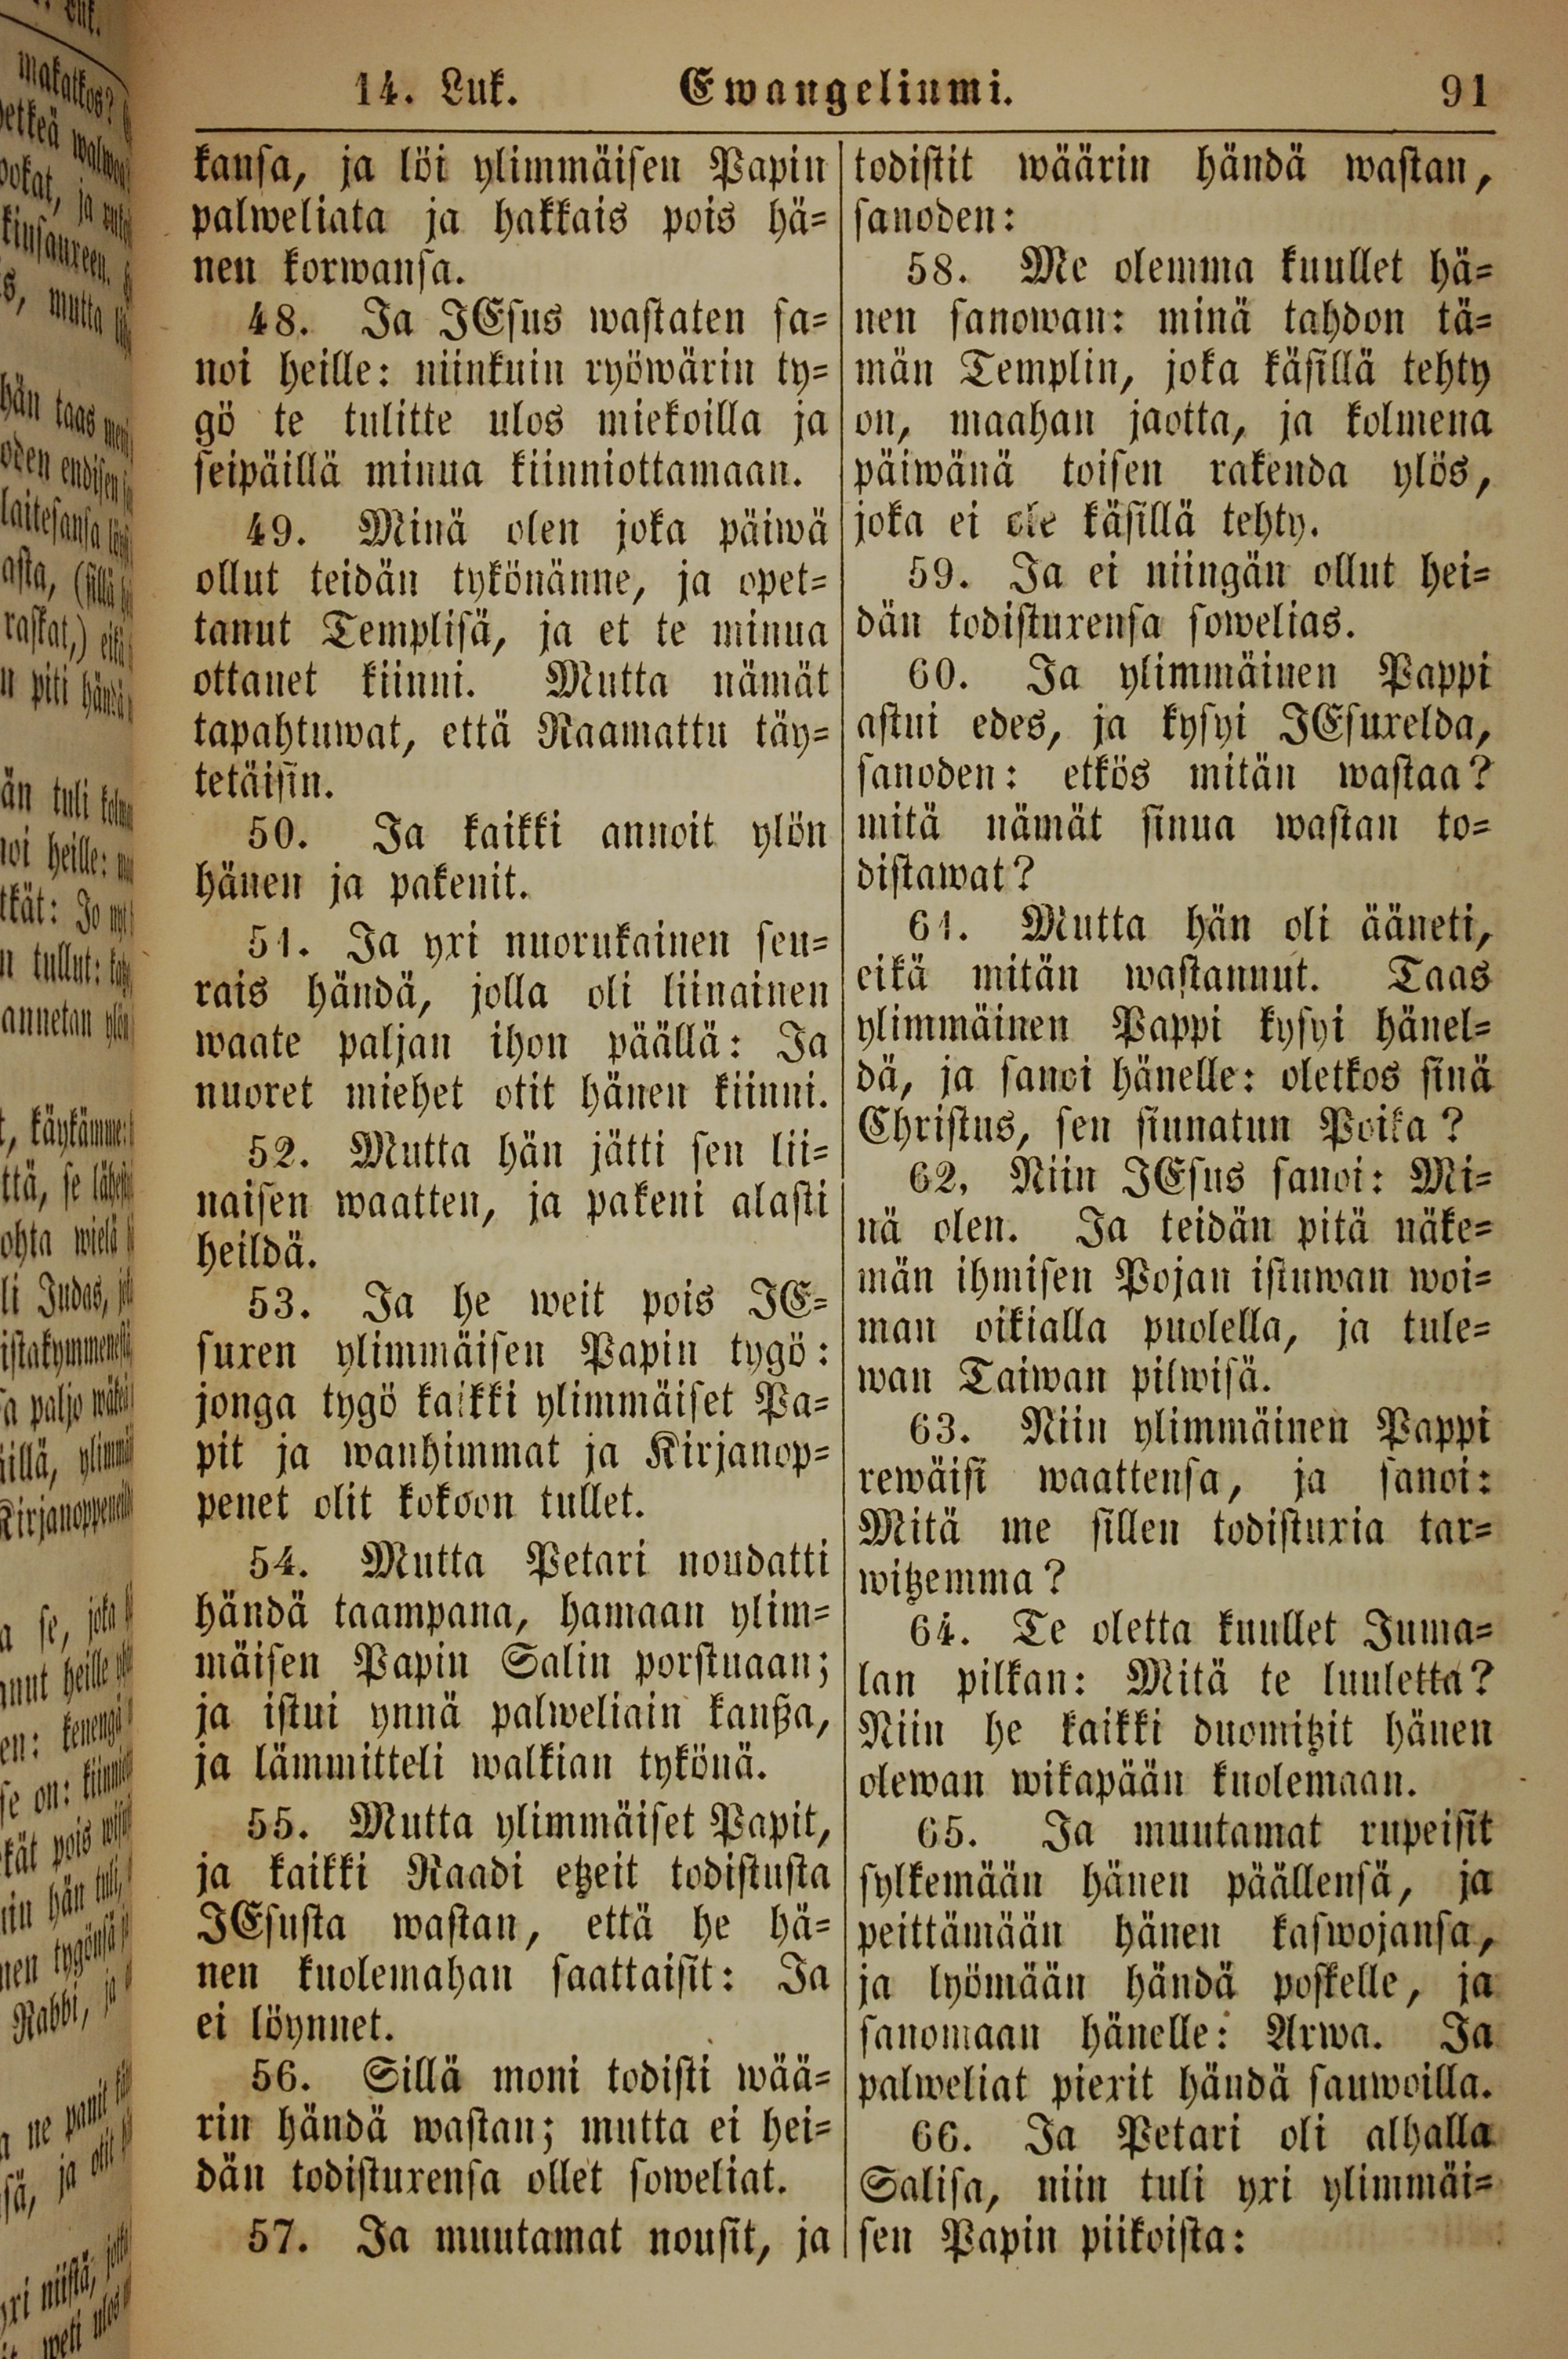 14. Luk. Ewangeliumi. 91
kansa, ja löi ylimmäisen Papin
palweliata ja hakkais pois hä=
nen korwansa.
48. Ja JEsus wastaten sa=
noi heille: niinkuin ryöwärin ty=
gö te tulitte ulos miekoilla ja
seipäillä minua kiinniottamaan.
49. Minä olen joka päiwä
ollut teidän tykönänne, ja opet=
tanut Templisä, ja et te minua
ottanet kiinni. Mutta nämät
tapahtuwat, että Raamattu täy=
tetäisin.
50. Ja kaikki annoit ylön
hänen ja pakenit.
51. Ja yxi nuorukainen seu=
rais händä, jolla oli liinainen
waate paljan ihon päällä: Ja
nuoret miehet otit hänen kiinni.
52. Mutta hän jätti sen lii=
naisen waatten, ja pakeni alasti
heildä.
53. Ja he weit pois JE=
suxen ylimmäisen Papin tygö:
jonga tygö kaikki ylimmäiset Pa=
pit ja wanhimmat ja Kirjanop=
penet olit kokoon tullet.
54. Mutta Petari noudatti
händä taampana, hamaan ylim=
mäisen Papin Salin porstuaan;
ja istui ynnä palweliain kanßa,
ja lämmitteli walkian tykönä.
55. Mutta ylimmäiset Papit,
ja kaikki Raadi etzeit todistusta
JEsusta wastan, että he hä=
nen kuolemahan saattaisit: Ja
ei löynnet.
56. Sillä moni todisti wää=
rin händä wastan; mutta ei hei=
dän todistuxensa ollet soweliat.
57. Ja muutamat nousit, ja
todistit wäärin händä wastan,
sanoden:
58. Me olemma kuullet hä=
nen sanowan: minä tahdon tä=
män Templin, joka käsillä tehty
on, maahan jaotta, ja kolmena
päiwänä toisen rakenda ylös,
joka ei ole käsillä tehty.
59. Ja ei niingän ollut hei=
dän todistuxensa sowelias.
60. Ja ylimmäinen Pappi
astui edes, ja kysyi JEsuxelda,
sanoden: etkös mitän wastaa?
mitä nämät sinua wastan to=
distawat?
61. Mutta hän oli ääneti,
eikä mitän wastannut. Taas
ylimmäinen Pappi kysyi hänel=
dä, ja sanoi hänelle: oletkos sinä
Christus, sen siunatun Poika?
62. Niin JEsus sanoi: Mi=
nä olen. Ja teidän pitä näke=
män ihmisen Pojan istuwan woi=
man oikialla puolella, ja tule=
wan Taiwan pilwisä.
63. Niin ylimmäinen Pappi
rewäisi waattensa, ja sanoi:
Mitä me sillen todistuxia tar=
witzemma?
64. Te oletta kuullet Juma=
lan pilkan: Mitä te luuletta?
Niin he kaikki duomitzit hänen
olewan wikapään kuolemaan.
65. Ja muutamat rupeisit
sylkemään hänen päällensä, ja
peittämään hänen kaswojansa,
ja lyömään händä poskelle, ja
sanomaan hänelle: Arwa. Ja
palweliat piexit händä sauwoilla.
66. Ja Petari oli alhalla
Salisa, niin tuli yxi ylimmäi=
sen Papin piikoista: